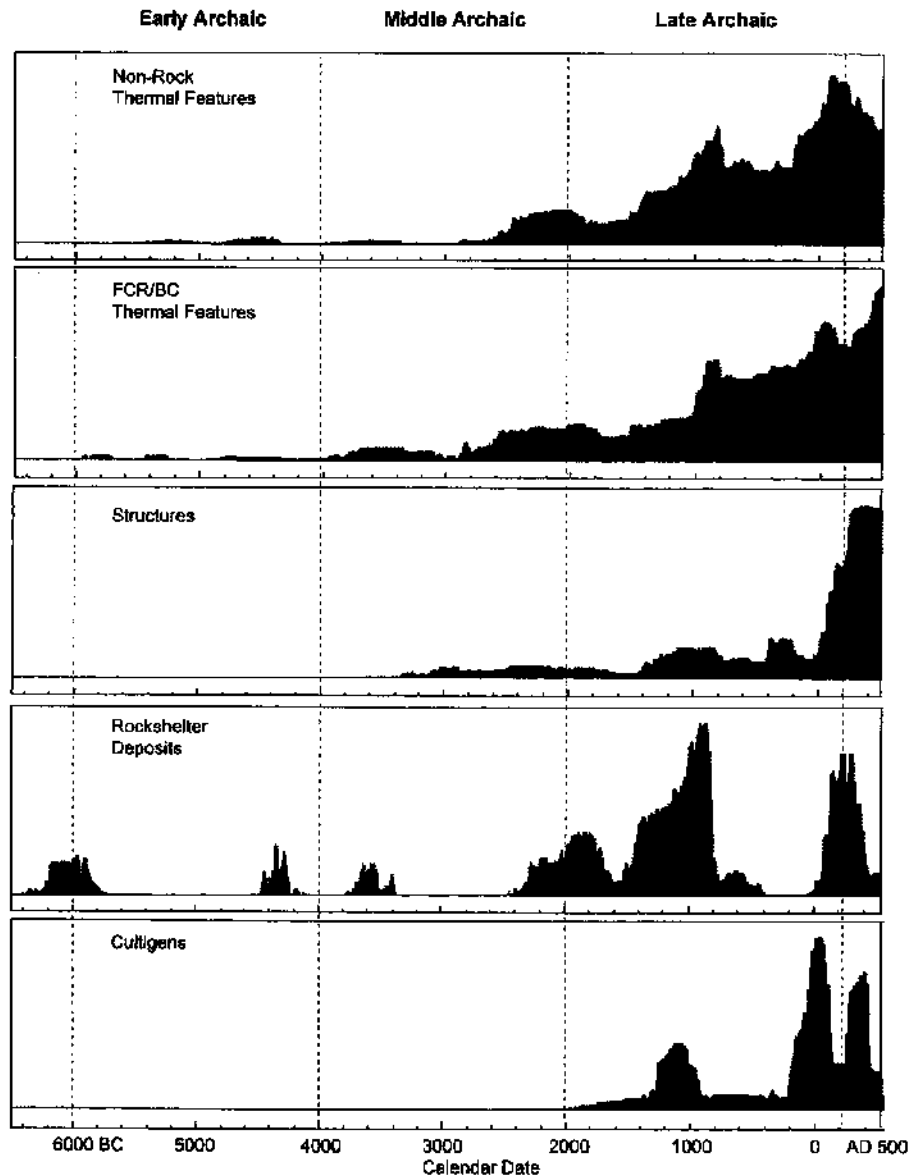 Early Archaic Middle Archaic Late Archaic
Non-Rock
Thermal Features
FCR/BC
Thermal Features
Structures
Rockshelter
Deposits
Cultigens
6000 BC 5000 4000 3000 2000 1000 0 AD 500
Calendar Date